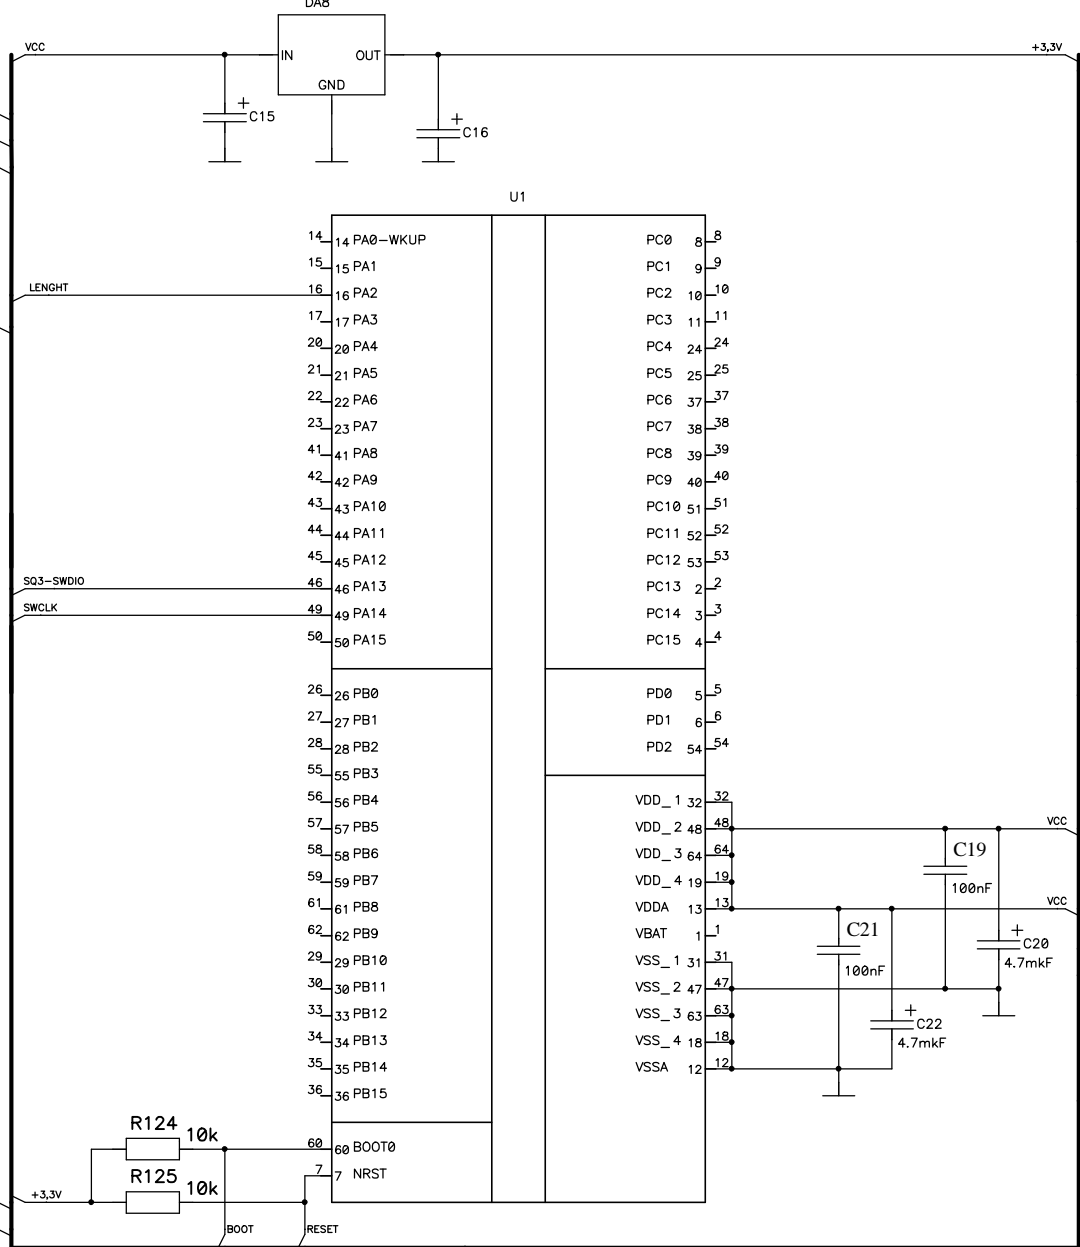 DA8
VCC
IN OUT
+3,3V
GND
+ C15
+ C16
U1
14 14 PA0-WKUP PC0 8 8
15 15 PA1 PC1 9 9
LENGHT 16 16 PA2 PC2 10 10
17 17 PA3 PC3 11 11
20 20 PA4 PC4 24 24
21 21 PA5 PC5 25 25
22 22 PA6 PC6 37 37
23 23 PA7 PC7 38 38
41 41 PA8 PC8 39 39
42 42 PA9 PC9 40 40
43 43 PA10 PC10 51 51
44 44 PA11 PC11 52 52
45 45 PA12 PC12 53 53
SQ3-SWDIO 46 46 PA13 PC13 2 2
SWCLK 49 49 PA14 PC14 3 3
50 50 PA15 PC15 4 4
26 26 PB0 PD0 5 5
27 27 PB1 PD1 6 6
28 28 PB2 PD2 54 54
55 55 PB3
56 56 PB4 VDD_1 32 32
57 57 PB5 VDD_2 48 48 VCC
58 58 PB6 VDD_3 64 64 C19
59 59 PB7 VDD_4 19 19 100nF
61 61 PB8 VDDA 13 13 VCC
62 62 PB9 VBAT 1 1 C21 + C20
29 29 PB10 VSS_1 31 31 100nF 4.7mkF
30 30 PB11 VSS_2 47 47
33 33 PB12 VSS_3 63 63 + C22
34 34 PB13 VSS_4 18 18 4.7mkF
35 35 PB14 VSSA 12 12
36 36 PB15
R124 10k 60 60 BOOT0
R125 10k 7 7 NRST
+3,3V
BOOT RESET